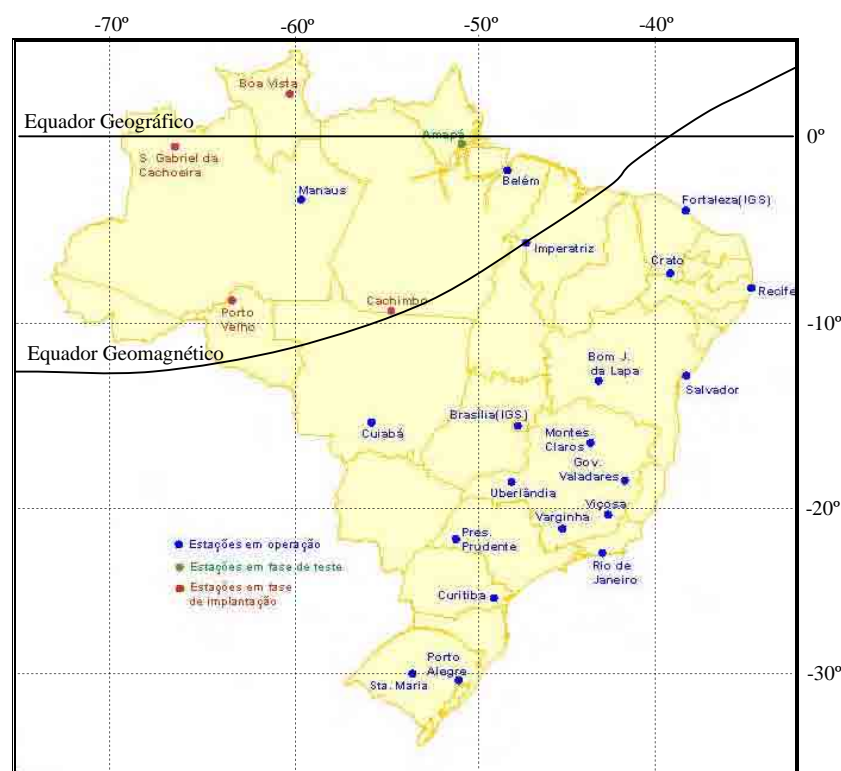 -70º -60º -50º -40º
Boa Vista
Equador Geográfico
Amapá
0º
S. Gabriel da
Cachoeira
Manaus
Belém
Fortaleza(IGS)
Imperatriz
Crato
Recife
Porto
Velho
Cachimbo
-10º
Equador Geomagnético
Bom J.
da Lapa
Salvador
Cuiabá
Brasília(IGS)
Montes
Claros
Gov.
Valadares
Uberlândia
Viçosa
-20º
Varginha
Pres.
Prudente
Rio de
Janeiro
Estações em operação
Estações em fase de teste
Estações em fase
de implantação
Curitiba
Porto
Alegre
Sta. Maria
-30º